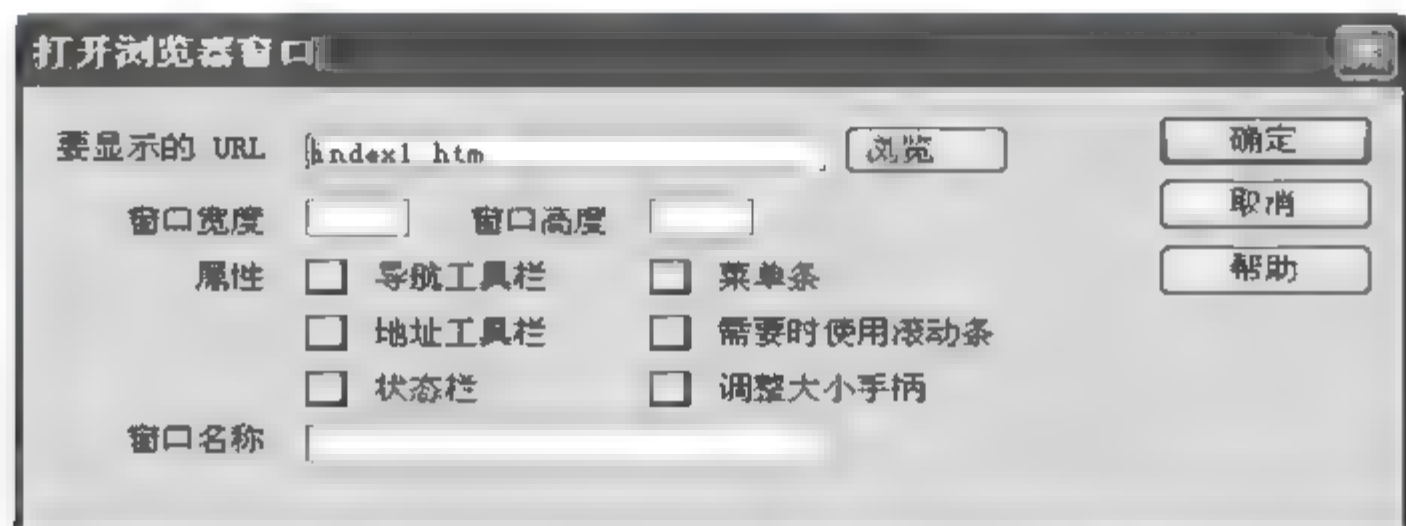 打开浏览器窗口
要显示的 URL index1 htm 浏览 确定
窗口宽度 窗口高度 取消
属性 导航工具栏 菜单条 帮助
地址工具栏 需要时使用滚动条
状态栏 调整大小手柄
窗口名称